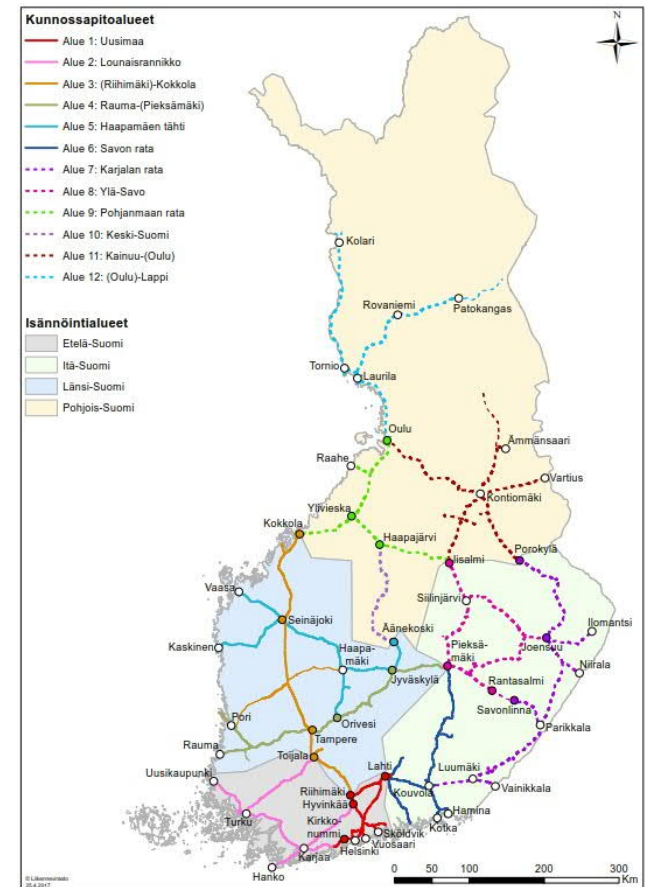 Kunnossapitoalueet
Alue 1: Uusimaa
Alue 2: Lounaisrannikko
Alue 3: (Riihimäki)-Kokkola
Alue 4: Rauma-(Pieksämäki)
Alue 5: Haapamäen tähti
Alue 6: Savon rata
Alue 7: Karjalan rata
Alue 8: Ylä-Savo
Alue 9: Pohjanmaan rata
Alue 10: Keski-Suomi
Alue 11: Kainuu-(Oulu)
Alue 12: (Oulu)-Lappi
Isännöintialueet
Etelä-Suomi
Itä-Suomi
Länsi-Suomi
Pohjois-Suomi
N
Kolari
Rovaniemi
Patokangas
Tornio
Laurila
Oulu
Ämmänsaari
Raahe
Vartius
Kontiomäki
Ylivieska
Kokkola
Haapajärvi
Iisalmi
Porokylä
Vaasa
Siilinjärvi
Seinäjoki
Ilomantsi
Äänekoski
Joensuu
Kaskinen
Haapa-
mäki
Pieksä-
mäki
Jyväskylä
Niirala
Rantasalmi
Savonlinna
Pori
Orivesi
Parikkala
Tampere
Rauma
Toijala
Lahti
Luumäki
Uusikaupunki
Kouvola
Vainikkala
Riihimäki
Hyvinkää
Hamina
Turku
Kirkko-
nummi
Sköldvik
Kotka
Vuosaari
Helsinki
Karjaa
Hanko
0 50 100 200 300
Km
© Liikennevirasto
25.4.2017